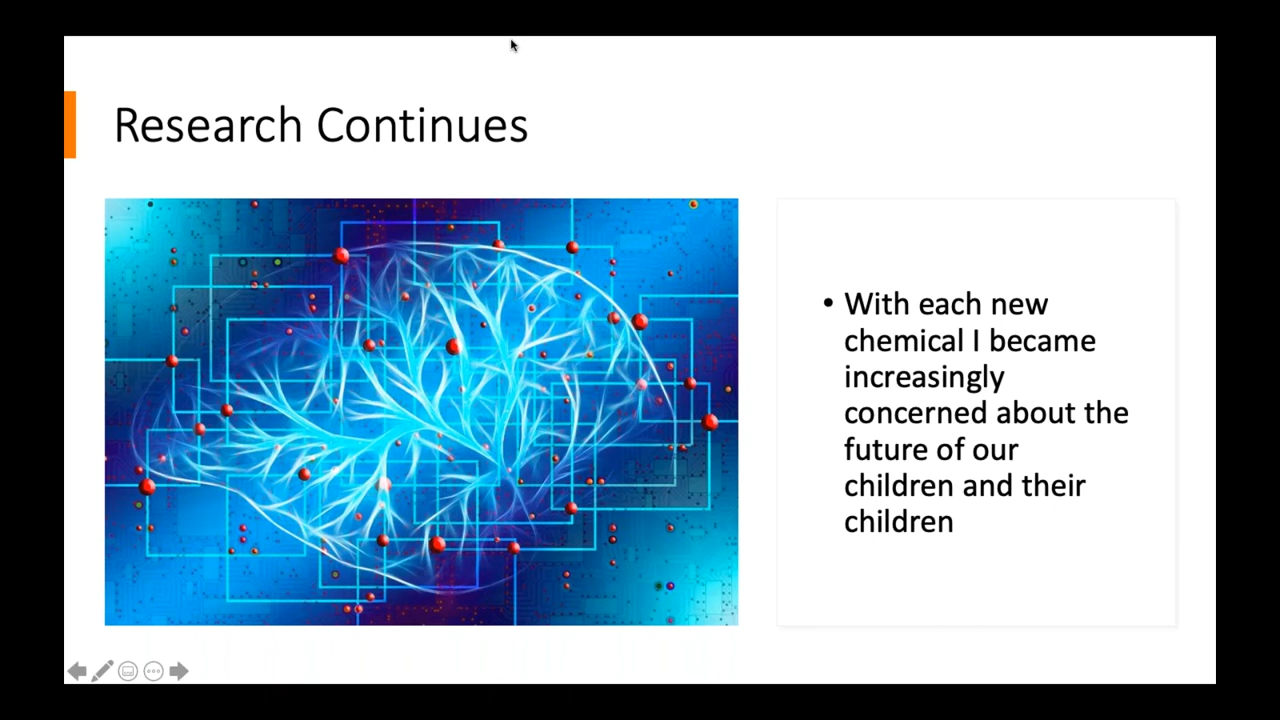 Research Continues
• With each new
chemical I became
increasingly
concerned about the
future of our
children and their
children